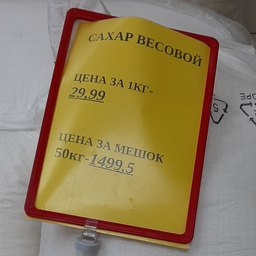 САХАР ВЕСОВОЙ
ЦЕНА ЗА 1КГ-
29,99
ЦЕНА ЗА МЕШОК
50кг-1499,5